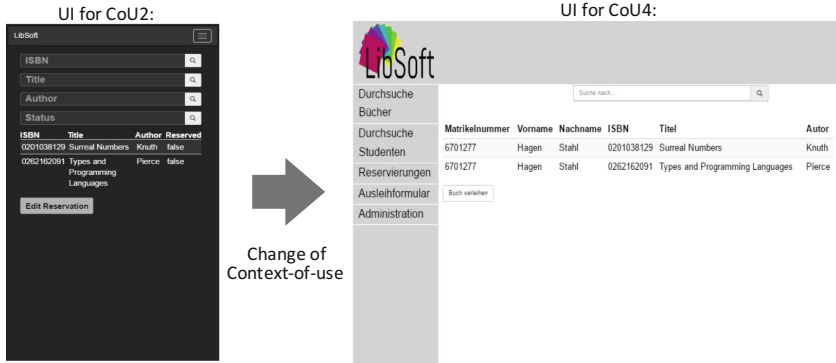 UI for CoU2:
LibSoft
ISBN
Title
Author
Status
ISBN Title Author Reserved
0201038129 Surreal Numbers Knuth false
0262162091 Types and Pierce false
Programming
Languages
Edit Reservation
Change of
Context-of-use
UI for CoU4:
LibSoft
Suche nach...
Durchsuche
Bücher
Durchsuche
Studenten
Reservierungen
Ausleihformular
Administration
Matrikelnummer Vorname Nachname ISBN Titel Autor
6701277 Hagen Stahl 0201038129 Surreal Numbers Knuth
6701277 Hagen Stahl 0262162091 Types and Programming Languages Pierce
Buch verleihen